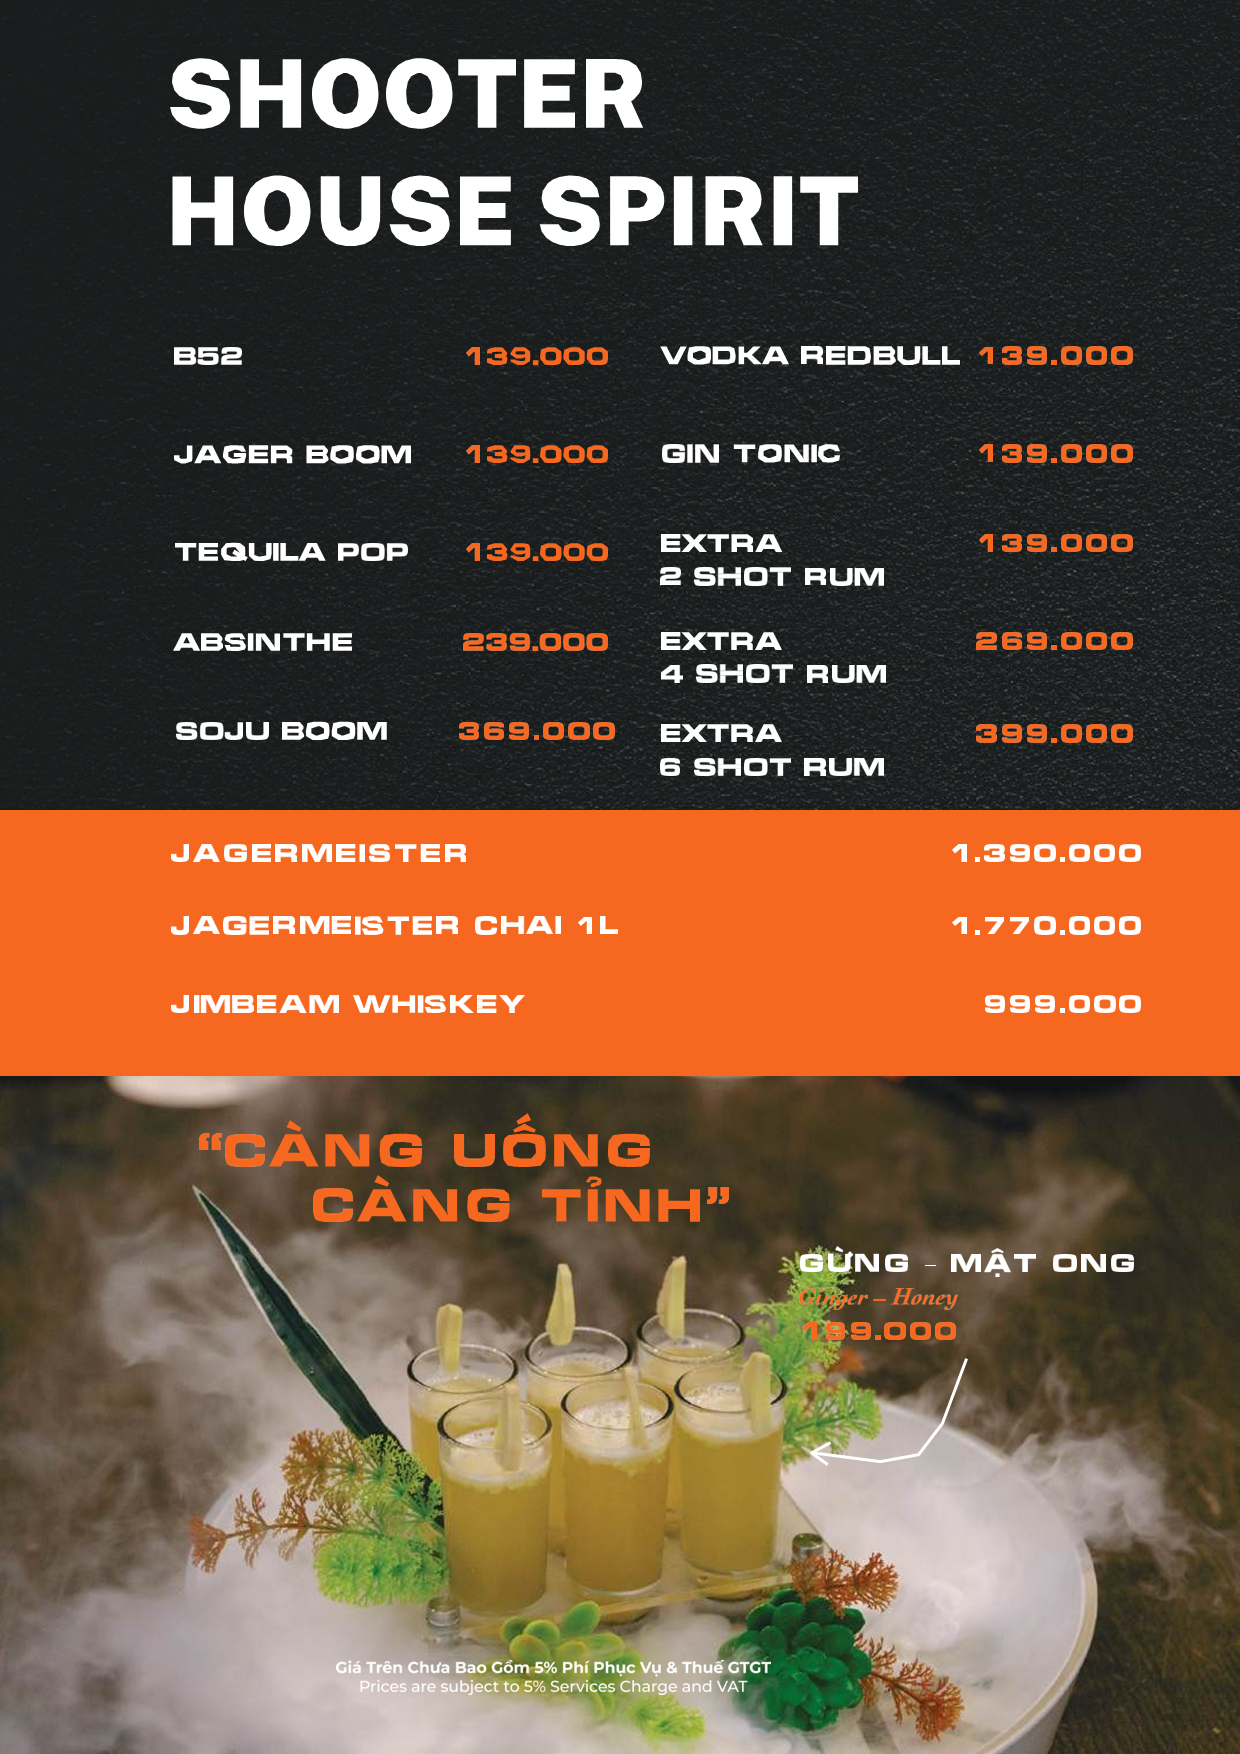 SHOOTER
HOUSE SPIRIT
B52 139.000
JAGER BOOM 139.000
TEQUILA POP 139.000
ABSINTHE 239.000
SOJU BOOM 369.000
VODKA REDBULL 139.000
GIN TONIC 139.000
EXTRA 139.000
2 SHOT RUM
EXTRA 269.000
4 SHOT RUM
EXTRA 399.000
6 SHOT RUM
JAGERMEISTER 1.390.000
JAGERMEISTER CHAI 1L 1.770.000
JIMBEAM WHISKEY 999.000
“CÀNG UỐNG
CÀNG TỈNH”
GỪNG – MẬT ONG
Ginger – Honey
199.000
Giá Trên Chưa Bao Gồm 5% Phí Phục Vụ & Thuế GTGT
Prices are subject to 5% Services Charge and VAT